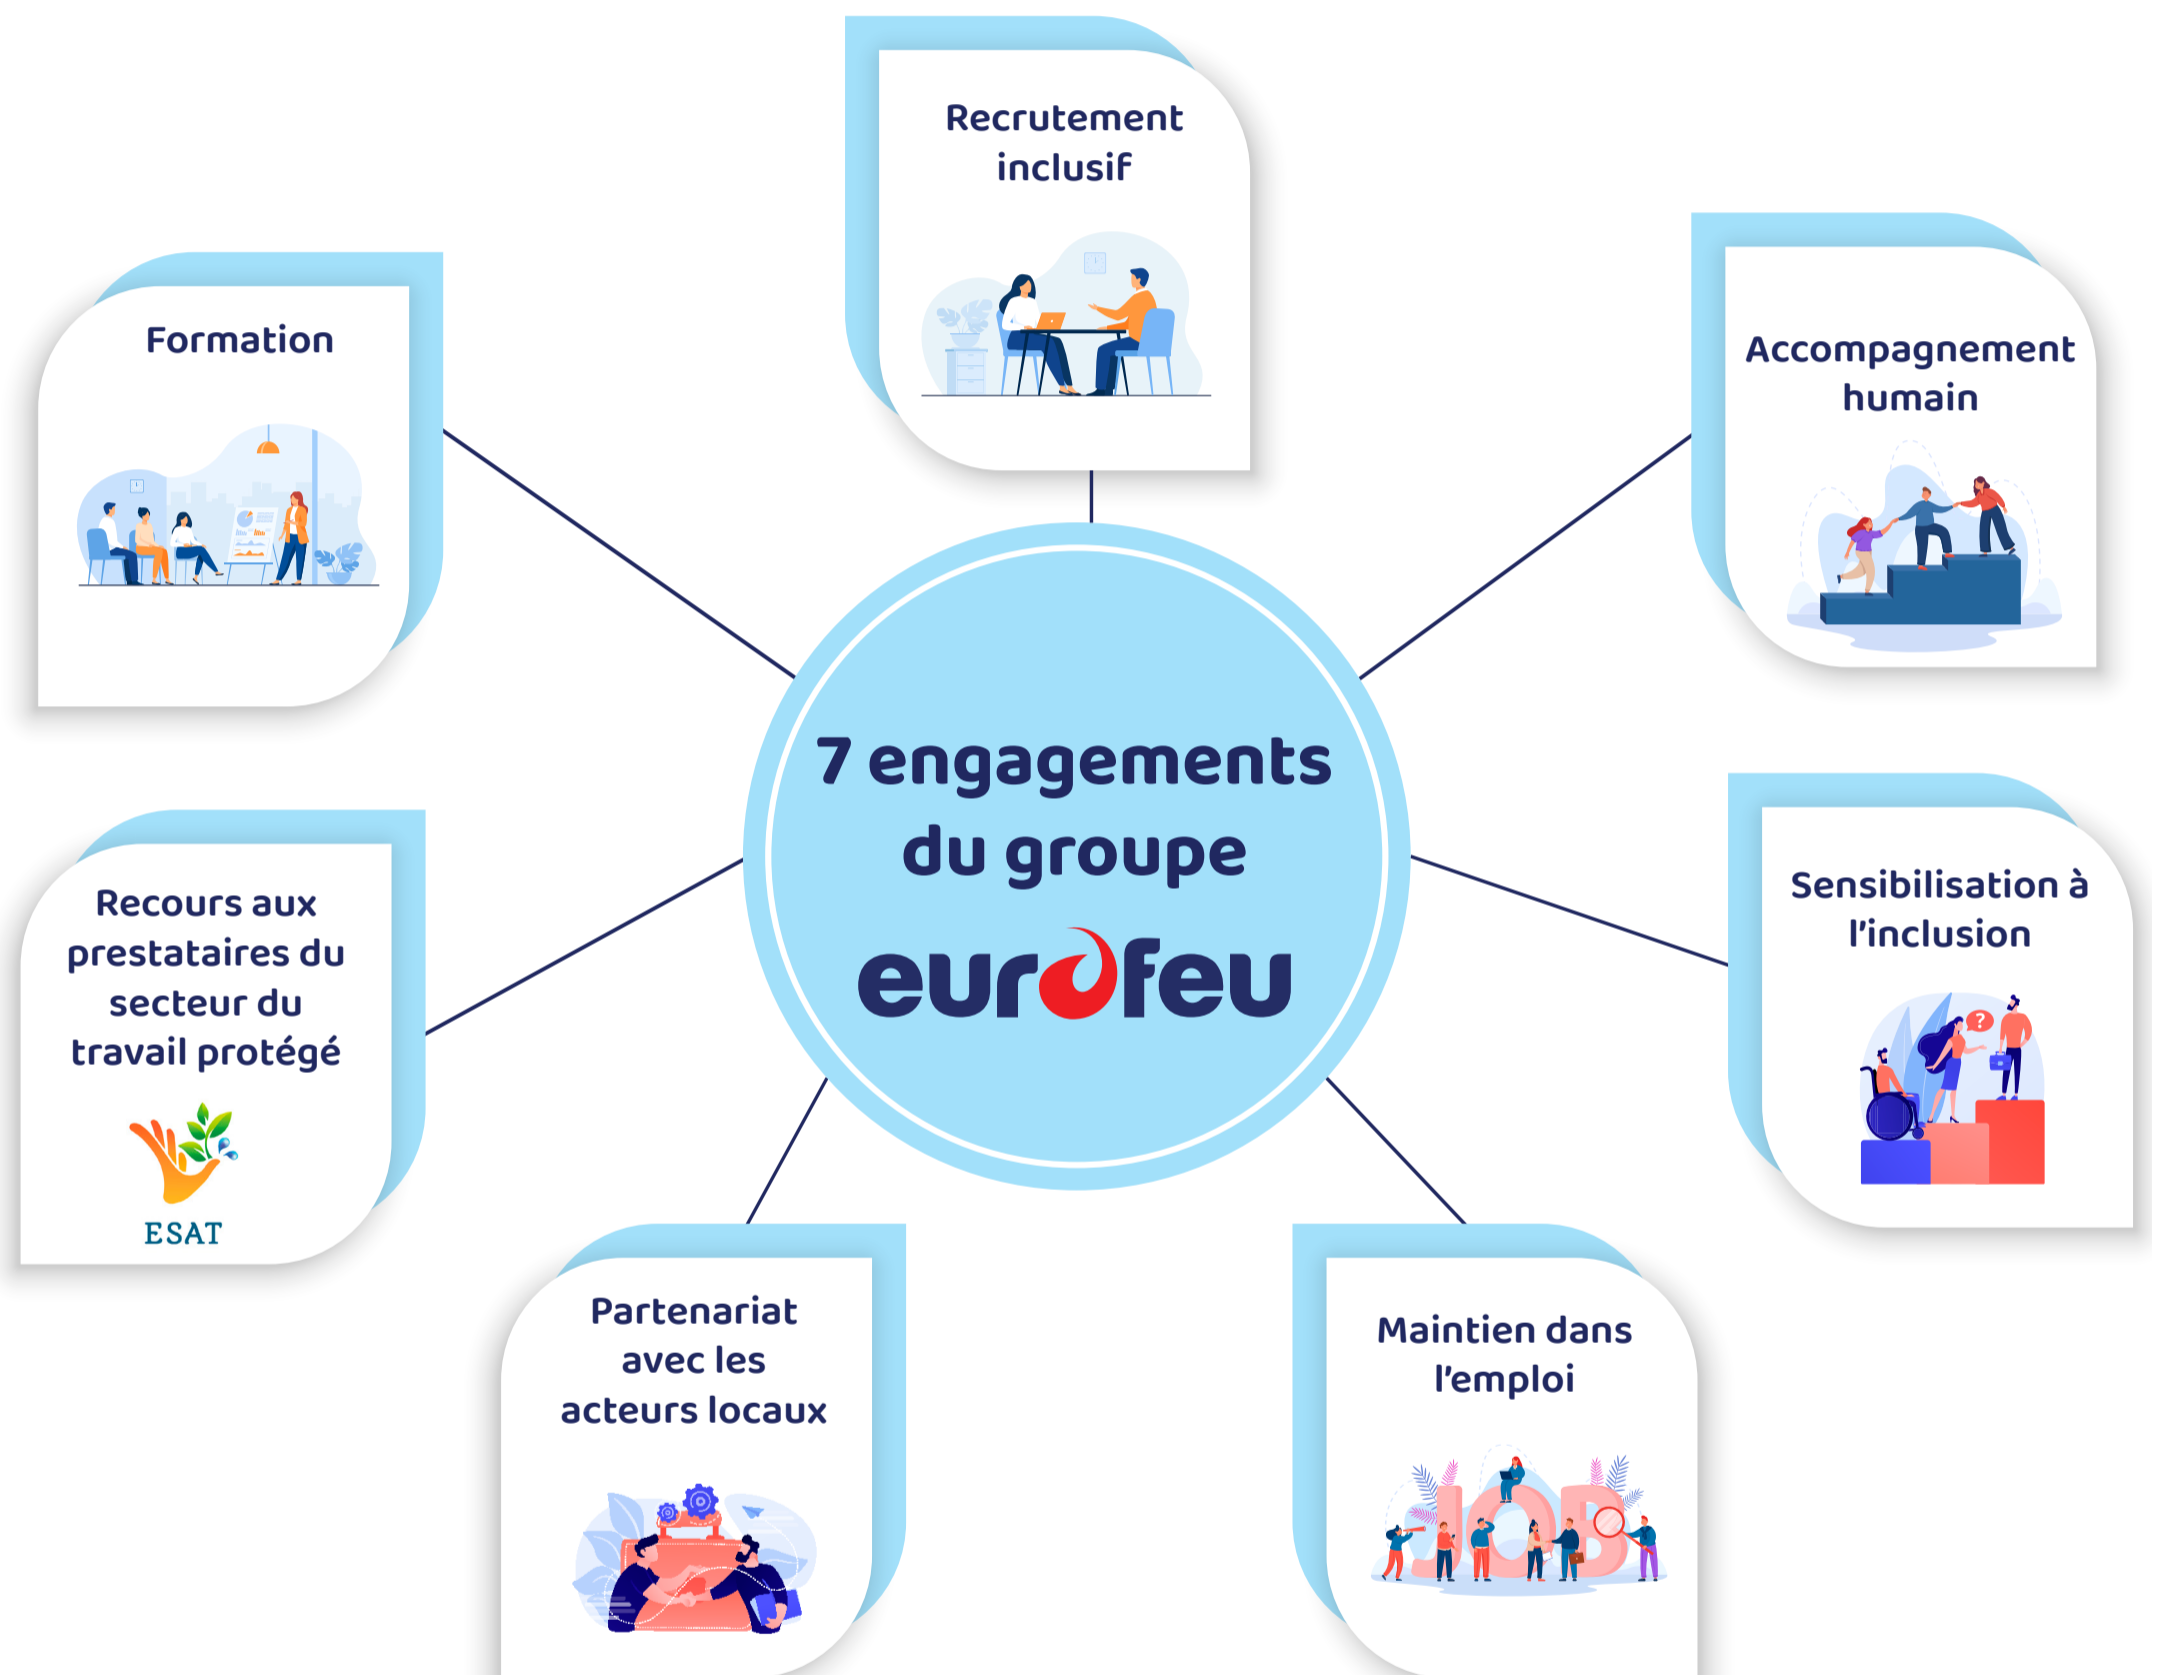 Recrutement
inclusif
Formation
Accompagnement
humain
7 engagements
du groupe
eurofeu
Recours aux
prestataires du
secteur du
travail protégé
ESAT
Sensibilisation à
l'inclusion
?
Partenariat
avec les
acteurs locaux
Maintien dans
l'emploi
JOB